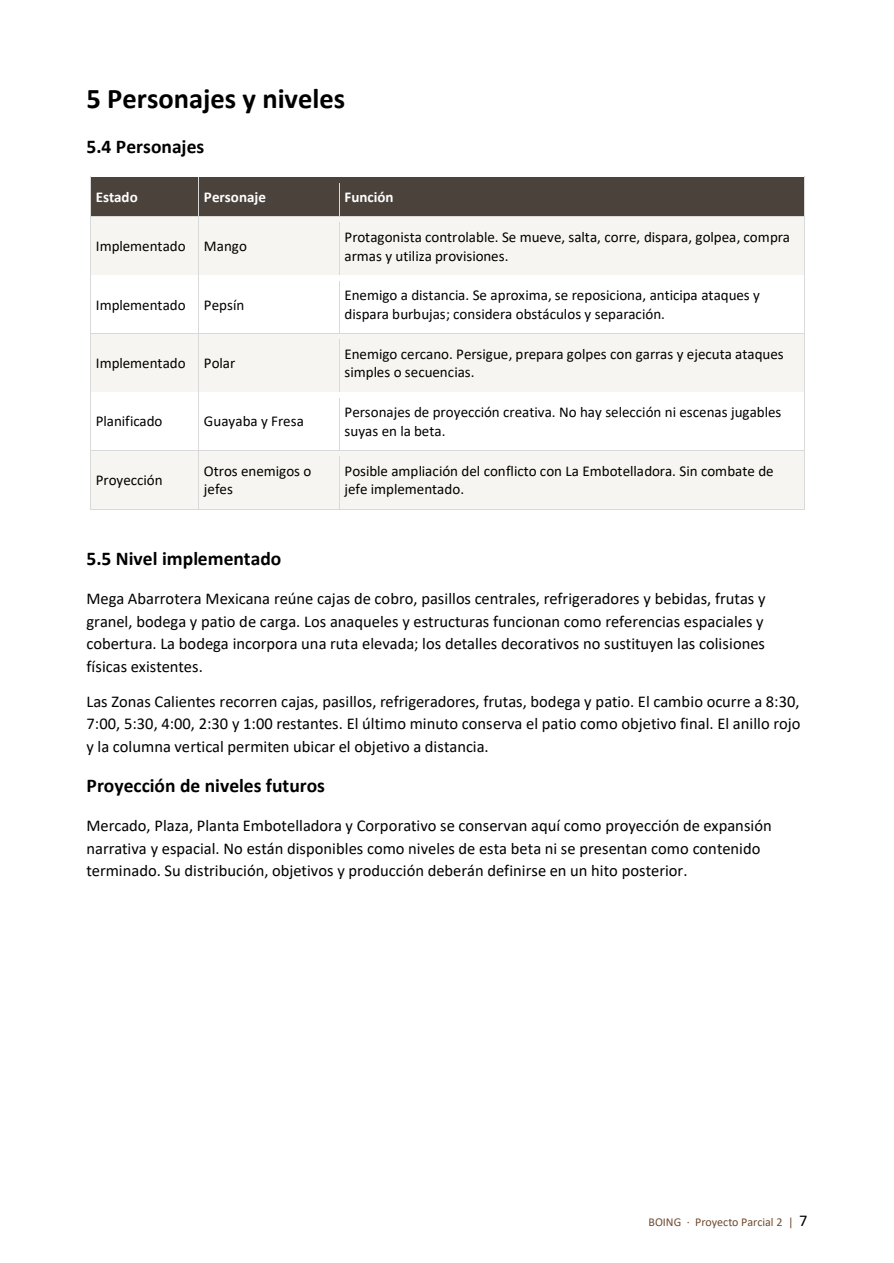 5 Personajes y niveles
5.4 Personajes
Estado Personaje Función
Implementado Mango Protagonista controlable. Se mueve, salta, corre, dispara, golpea, compra
armas y utiliza provisiones.
Implementado Pepsín Enemigo a distancia. Se aproxima, se reposiciona, anticipa ataques y
dispara burbujas; considera obstáculos y separación.
Implementado Polar Enemigo cercano. Persigue, prepara golpes con garras y ejecuta ataques
simples o secuencias.
Planificado Guayaba y Fresa Personajes de proyección creativa. No hay selección ni escenas jugables
suyas en la beta.
Proyección Otros enemigos o
jefes Posible ampliación del conflicto con La Embotelladora. Sin combate de
jefe implementado.
5.5 Nivel implementado
Mega Abarrotera Mexicana reúne cajas de cobro, pasillos centrales, refrigeradores y bebidas, frutas y
granel, bodega y patio de carga. Los anaqueles y estructuras funcionan como referencias espaciales y
cobertura. La bodega incorpora una ruta elevada; los detalles decorativos no sustituyen las colisiones
físicas existentes.
Las Zonas Calientes recorren cajas, pasillos, refrigeradores, frutas, bodega y patio. El cambio ocurre a 8:30,
7:00, 5:30, 4:00, 2:30 y 1:00 restantes. El último minuto conserva el patio como objetivo final. El anillo rojo
y la columna vertical permiten ubicar el objetivo a distancia.
Proyección de niveles futuros
Mercado, Plaza, Planta Embotelladora y Corporativo se conservan aquí como proyección de expansión
narrativa y espacial. No están disponibles como niveles de esta beta ni se presentan como contenido
terminado. Su distribución, objetivos y producción deberán definirse en un hito posterior.
BOING · Proyecto Parcial 2 | 7